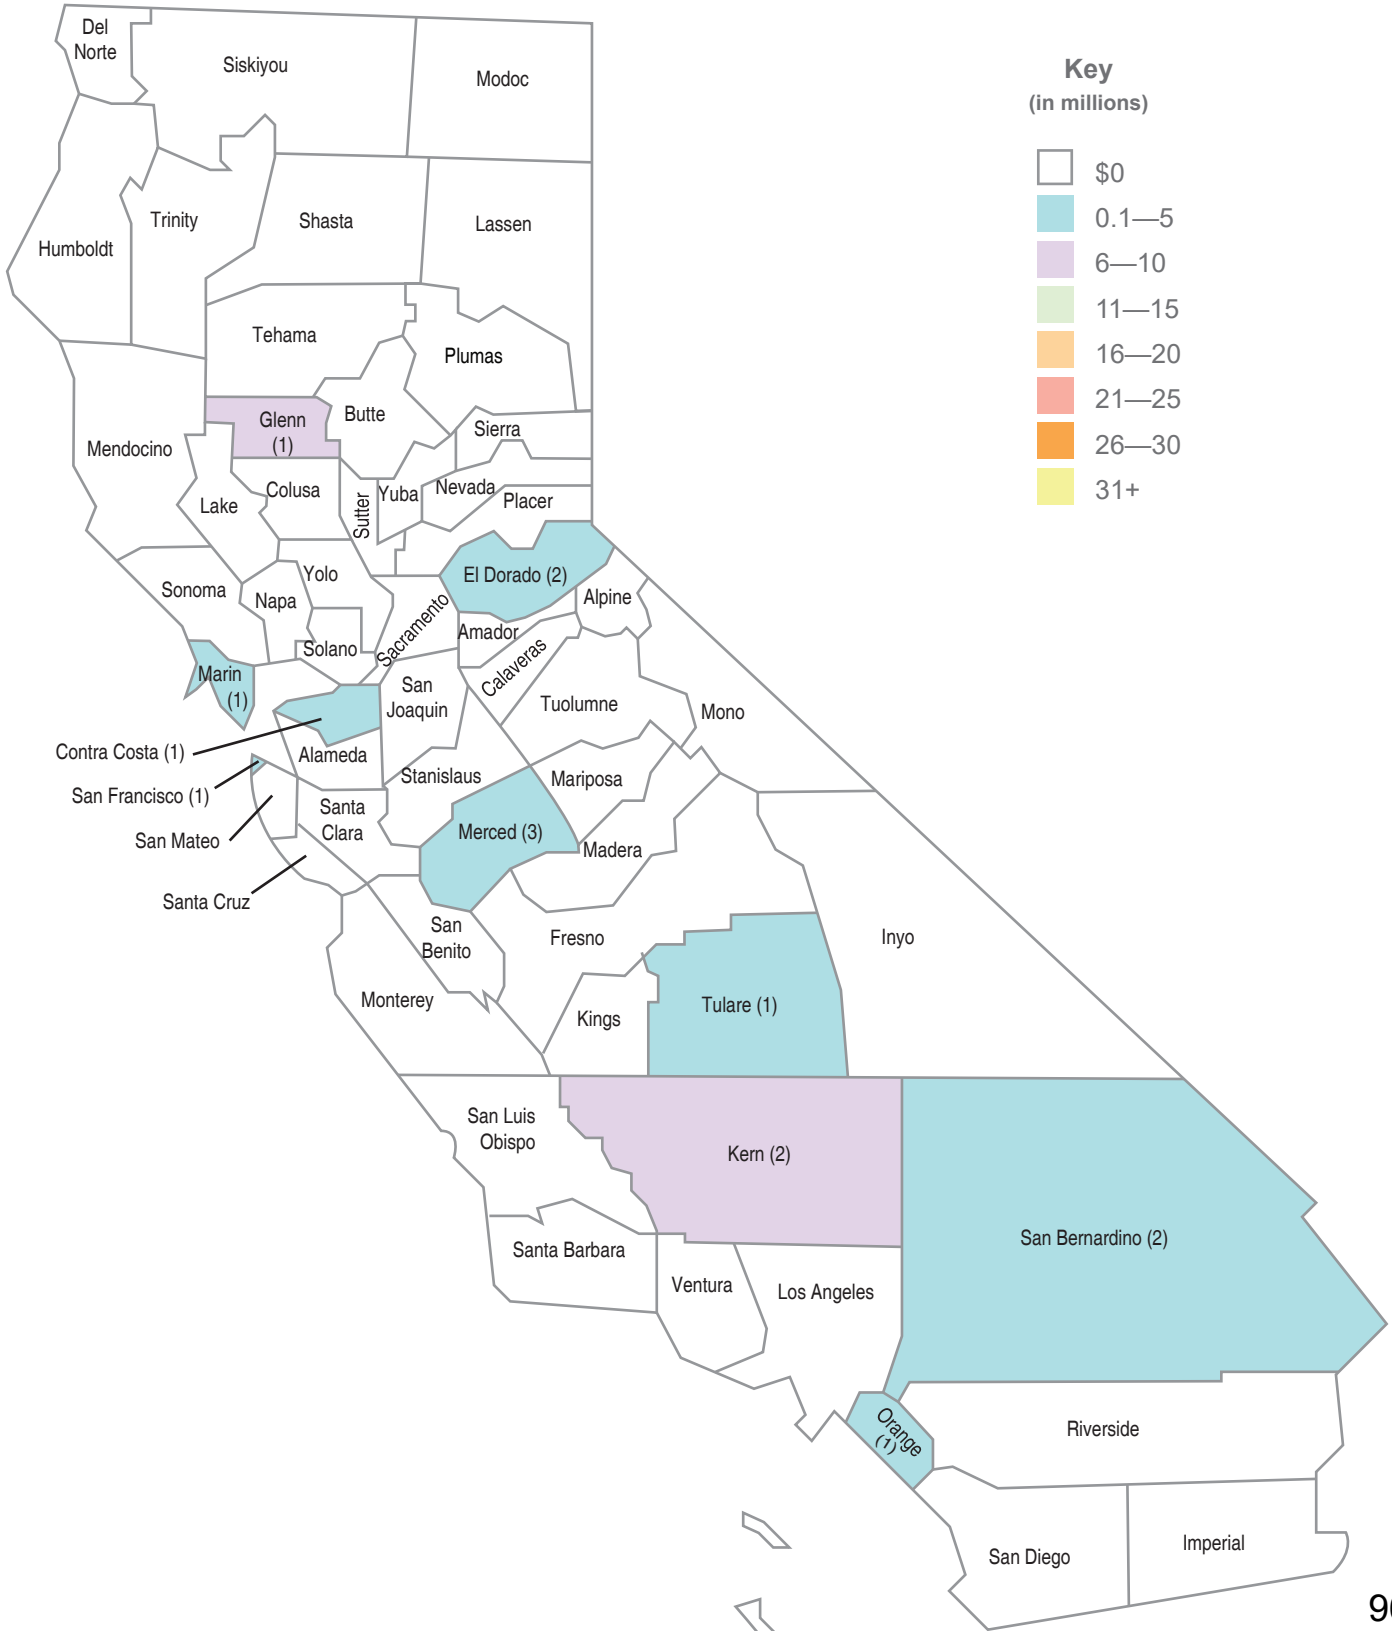 Del
Norte
Siskiyou
Modoc
Key
(in millions)
$0
0.1—5
6—10
11—15
16—20
21—25
26—30
31+
Humboldt
Trinity
Shasta
Lassen
Tehama
Plumas
Mendocino
Glenn
(1)
Butte
Sierra
Lake
Colusa
Sutter
Yuba
Nevada
Placer
Sonoma
Napa
Yolo
El Dorado (2)
Alpine
Solano
Sacramento
Amador
Calaveras
Marin
(1)
San
Joaquin
Tuolumne
Mono
Contra Costa (1)
Alameda
Stanislaus
Mariposa
San Francisco (1)
Santa
Clara
San Mateo
Merced (3)
Madera
Santa Cruz
San
Benito
Fresno
Inyo
Monterey
Kings
Tulare (1)
San Luis
Obispo
Kern (2)
San Bernardino (2)
Santa Barbara
Ventura
Los Angeles
Orange
(1)
Riverside
San Diego
Imperial